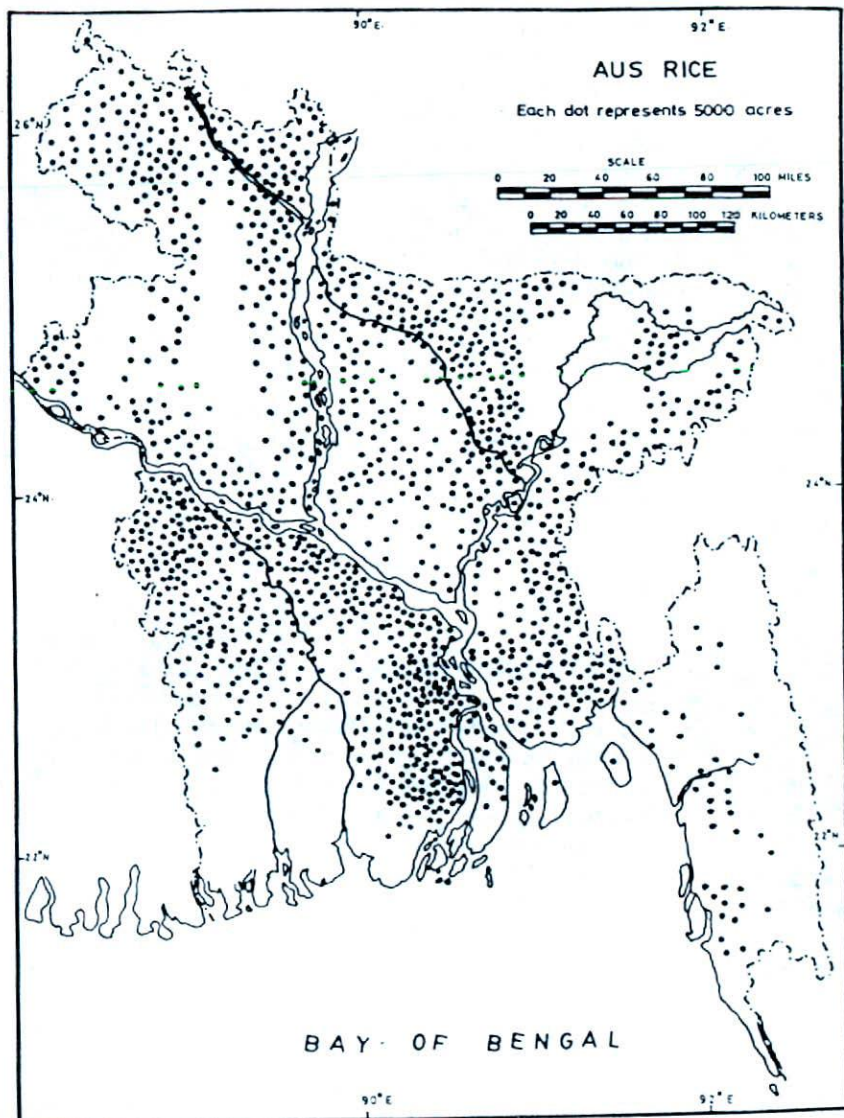 90°E
92°E
AUS RICE
Each dot represents 5000 acres
26°N
SCALE
0 20 40 60 80 100 MILES
0 20 40 60 80 100 120 KILOMETERS
24°N
24°N
22°N
22°N
BAY OF BENGAL
90°E
92°E